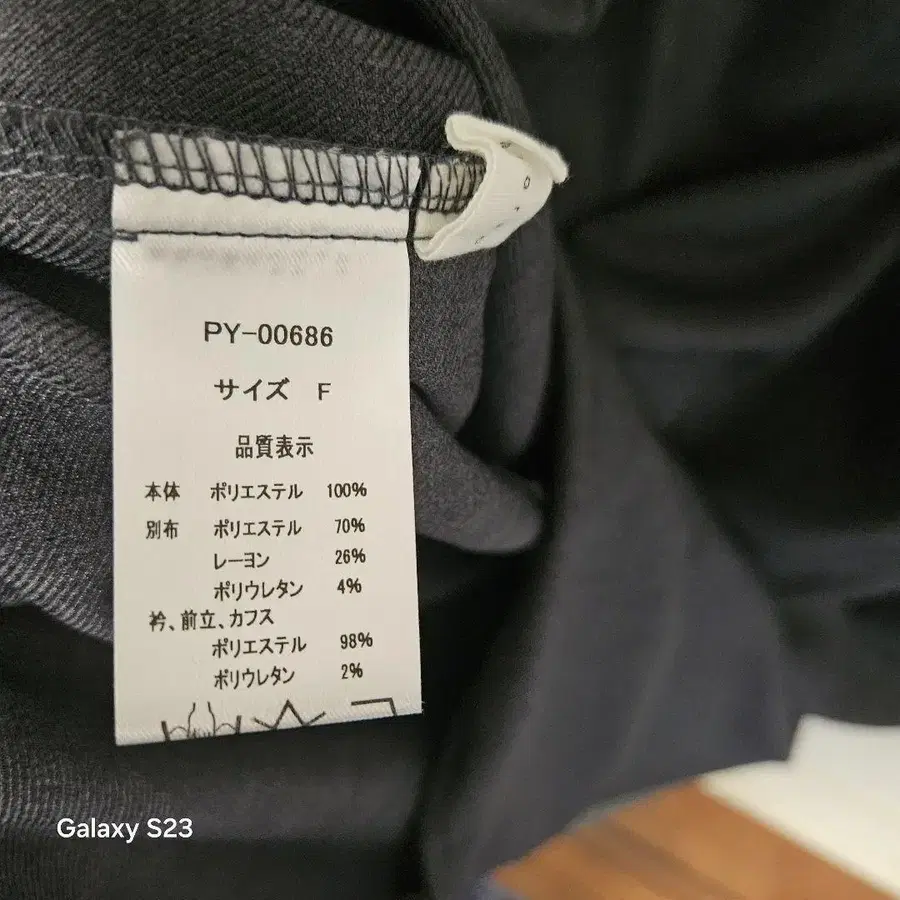 PY-00686
サイズ F
品質表示
本体 ポリエステル 100%
別布 ポリエステル 70%
レーヨン 26%
ポリウレタン 4%
衿、前立、カフス
ポリエステル 98%
ポリウレタン 2%
Galaxy S23